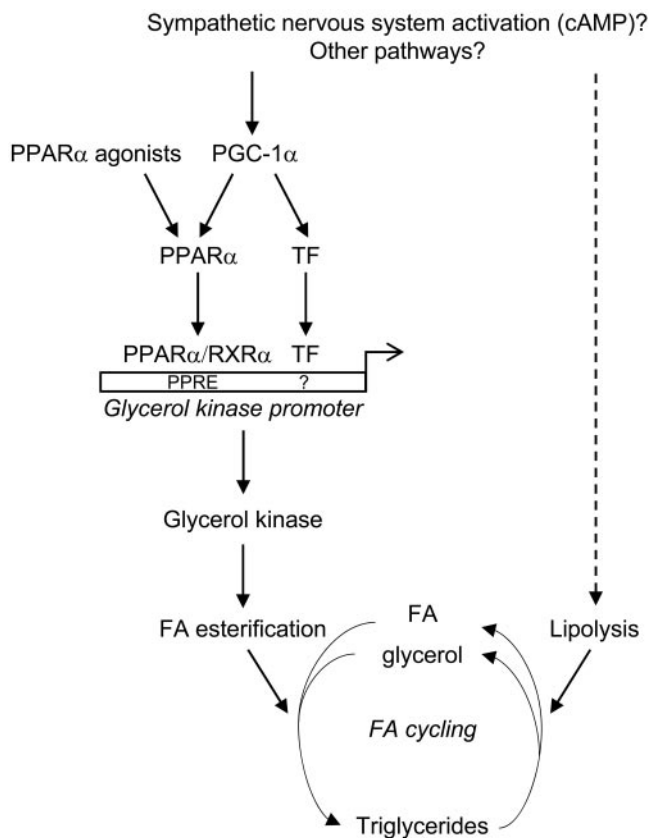 Sympathetic nervous system activation (cAMP)?
Other pathways?
PPARα agonists PGC-1α
PPARα TF
PPARα/RXRα TF
PPRE ?
Glycerol kinase promoter
Glycerol kinase
FA esterification
FA
glycerol
Lipolysis
FA cycling
Triglycerides